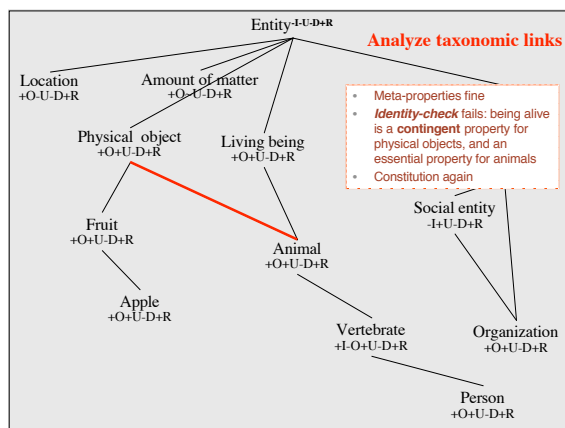 Entity-I-U-D+R
Analyze taxonomic links
Location
+O-U-D+R
Amount of matter
+O~U-D+R
• Meta-properties fine
• Identity-check fails: being alive
is a contingent property for
physical objects, and an
essential property for animals
• Constitution again
Physical object
+O+U-D+R
Living being
+O+U-D+R
Social entity
-I+U-D+R
Fruit
+O+U-D+R
Animal
+O+U-D+R
Apple
+O+U-D+R
Vertebrate
+I-O+U-D+R
Organization
+O+U-D+R
Person
+O+U-D+R